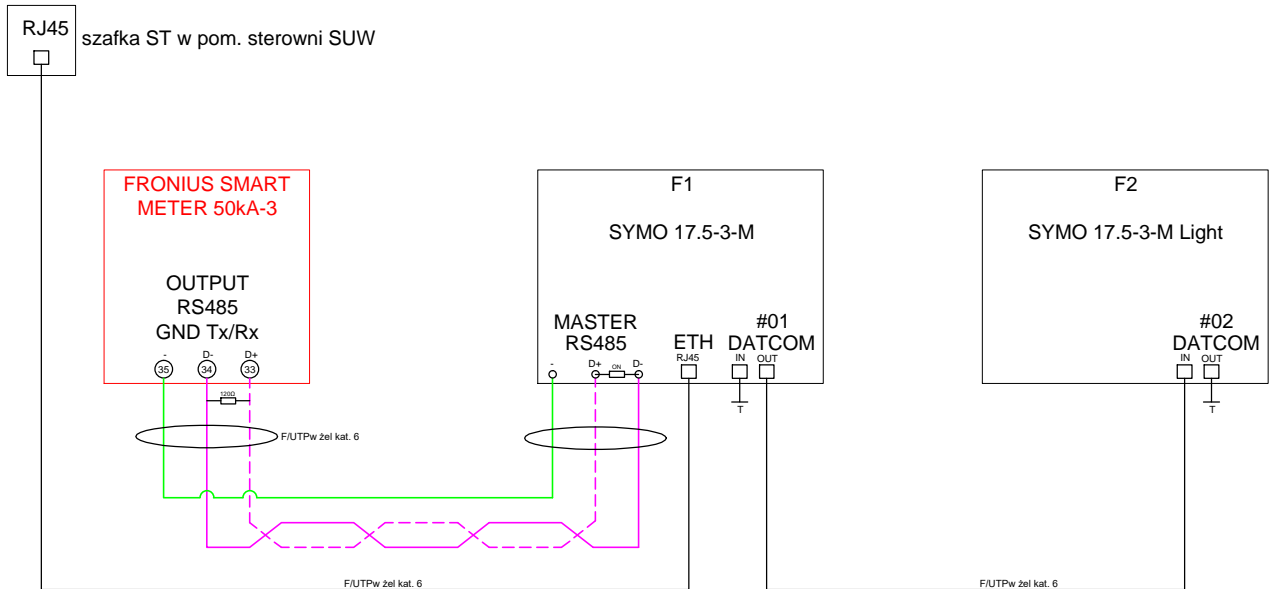 RJ45
szafka ST w pom. sterowni SUW
FRONIUS SMART
METER 50kA-3
OUTPUT
RS485
GND Tx/Rx
- D- D+
35 34 33
120Ω
F/UTPw żel kat. 6
F1
SYMO 17.5-3-M
MASTER
RS485
- D+ ON D-
ETH
RJ45
#01
DATCOM
IN OUT
T
F2
SYMO 17.5-3-M Light
#02
DATCOM
IN OUT
T
F/UTPw żel kat. 6
F/UTPw żel kat. 6